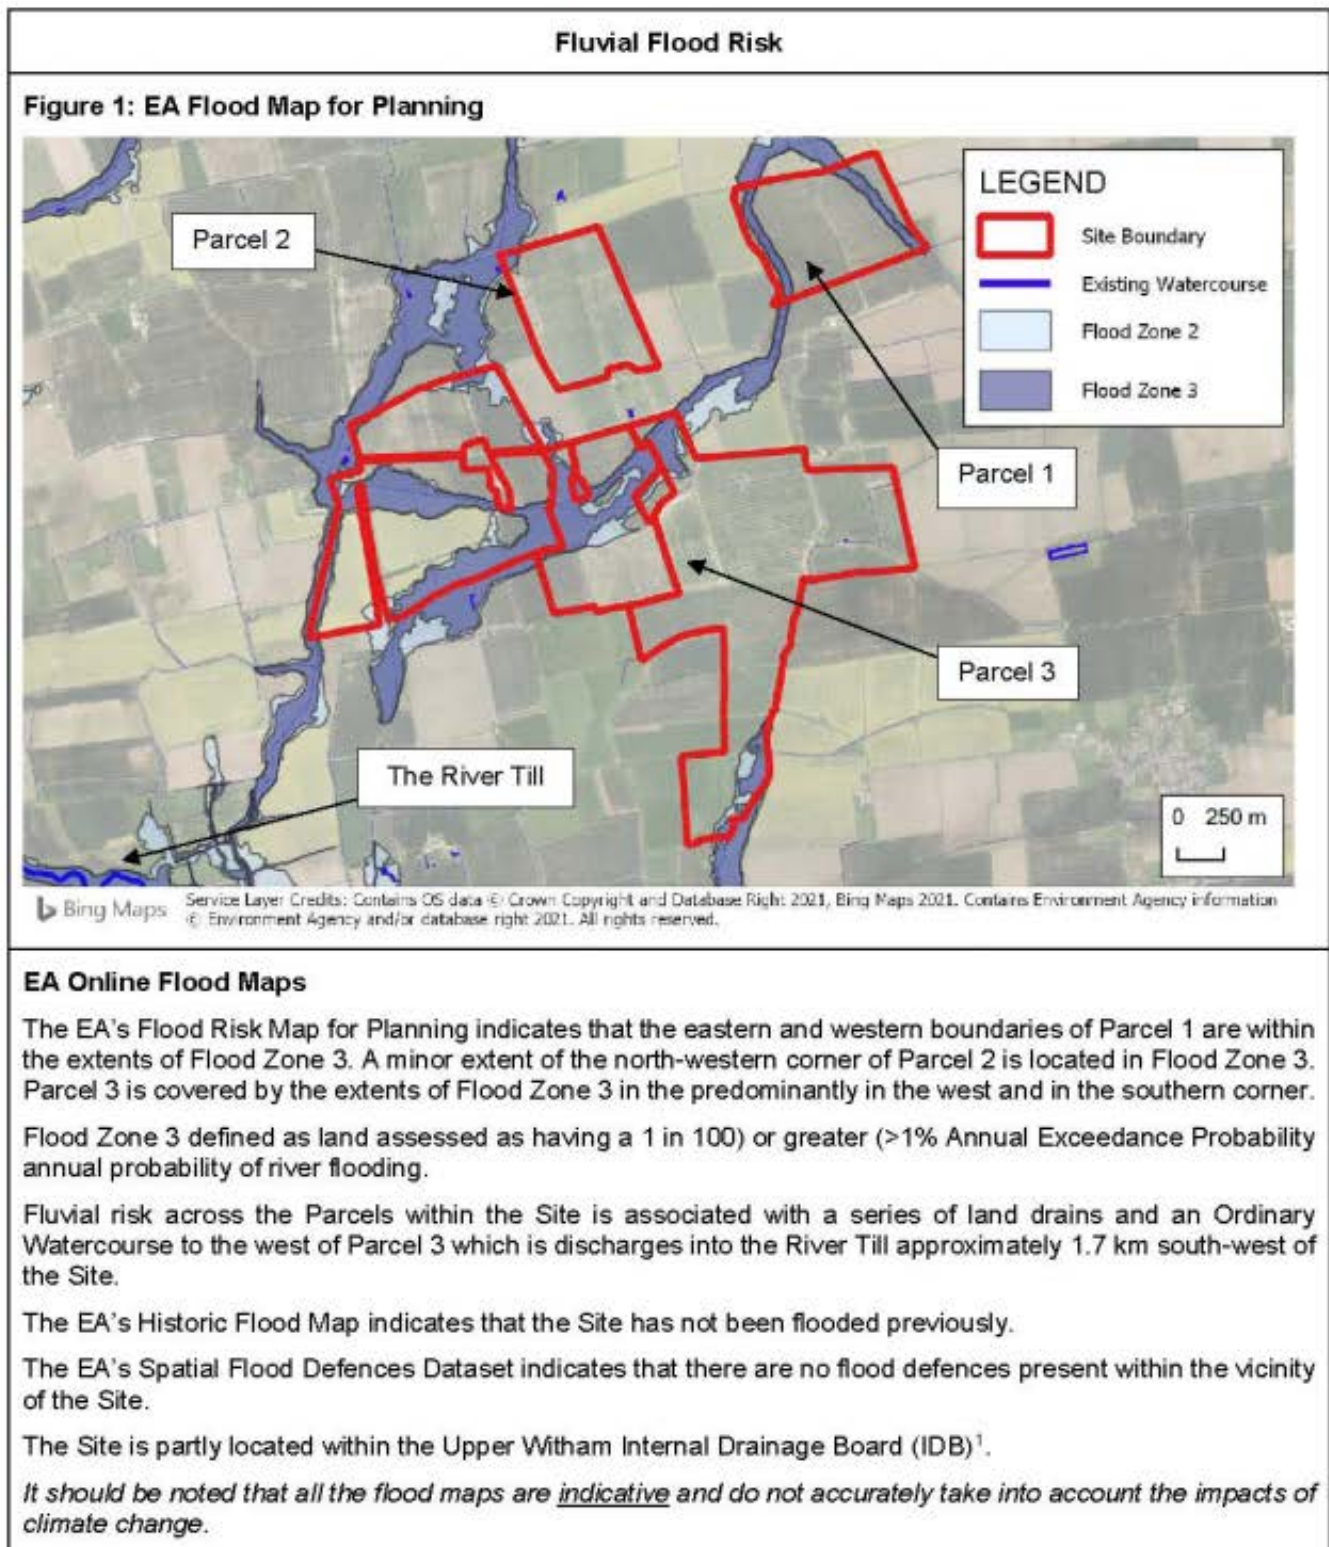 Fluvial Flood Risk
Figure 1: EA Flood Map for Planning
LEGEND
Site Boundary
Existing Watercourse
Flood Zone 2
Flood Zone 3
Parcel 2
Parcel 1
Parcel 3
The River Till
0 250 m
Bing Maps
Service Layer Credits: Contains OS data © Crown Copyright and Database Right 2021, Bing Maps 2021. Contains Environment Agency information
© Environment Agency and/or database right 2021. All rights reserved.
EA Online Flood Maps
The EA's Flood Risk Map for Planning indicates that the eastern and western boundaries of Parcel 1 are within
the extents of Flood Zone 3. A minor extent of the north-western corner of Parcel 2 is located in Flood Zone 3.
Parcel 3 is covered by the extents of Flood Zone 3 in the predominantly in the west and in the southern corner.
Flood Zone 3 defined as land assessed as having a 1 in 100) or greater (>1% Annual Exceedance Probability
annual probability of river flooding.
Fluvial risk across the Parcels within the Site is associated with a series of land drains and an Ordinary
Watercourse to the west of Parcel 3 which is discharges into the River Till approximately 1.7 km south-west of
the Site.
The EA's Historic Flood Map indicates that the Site has not been flooded previously.
The EA's Spatial Flood Defences Dataset indicates that there are no flood defences present within the vicinity
of the Site.
The Site is partly located within the Upper Witham Internal Drainage Board (IDB)¹.
It should be noted that all the flood maps are indicative and do not accurately take into account the impacts of
climate change.